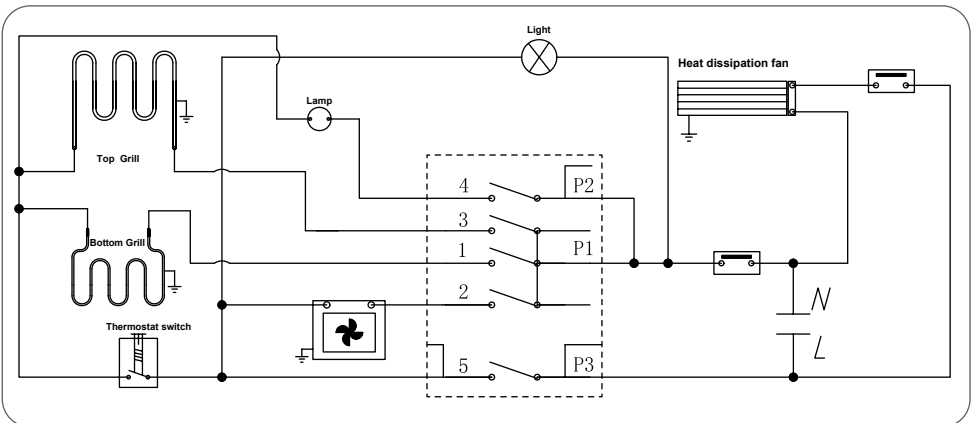 Light
Heat dissipation fan
Lamp
Top Grill
4
P2
3
Bottom Grill
1
P1
2
N
Thermostat switch
L
5
P3